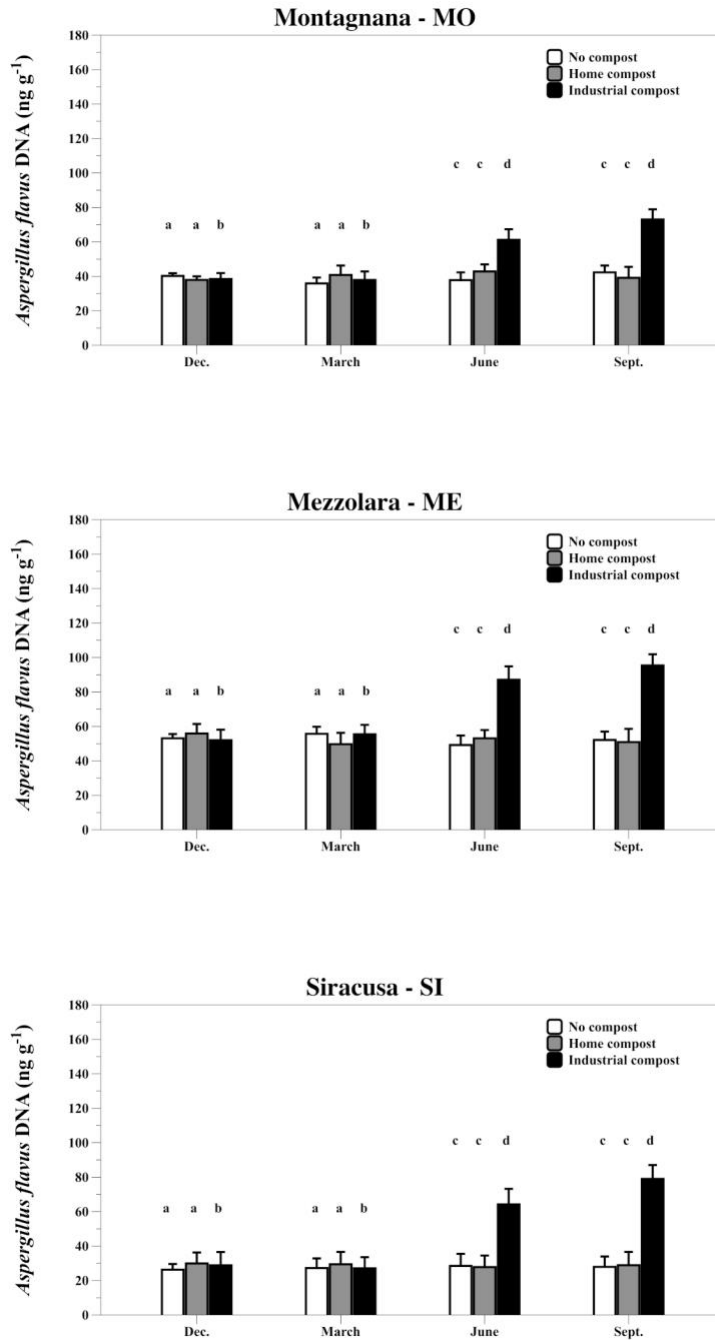 Montagnana - MO
Aspergillus flavus DNA (ng g-1)
180
160
140
120
100
80
60
40
20
0
No compost
Home compost
Industrial compost
a a b
a a b
c c d
c c d
Dec. March June Sept.
Mezzolara - ME
Aspergillus flavus DNA (ng g-1)
180
160
140
120
100
80
60
40
20
0
No compost
Home compost
Industrial compost
a a b
a a b
c c d
c c d
Dec. March June Sept.
Siracusa - SI
Aspergillus flavus DNA (ng g-1)
180
160
140
120
100
80
60
40
20
0
No compost
Home compost
Industrial compost
a a b
a a b
c c d
c c d
Dec. March June Sept.